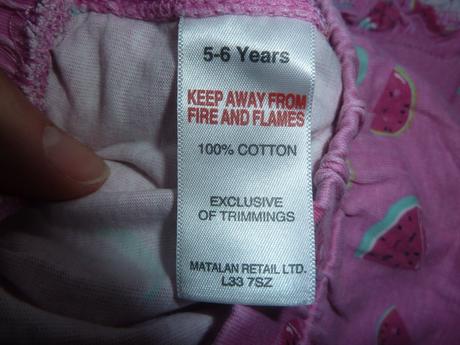 5-6 Years
KEEP AWAY FROM
FIRE AND FLAMES
100% COTTON
EXCLUSIVE
OF TRIMMINGS
MATALAN RETAIL LTD.
L33 7SZ